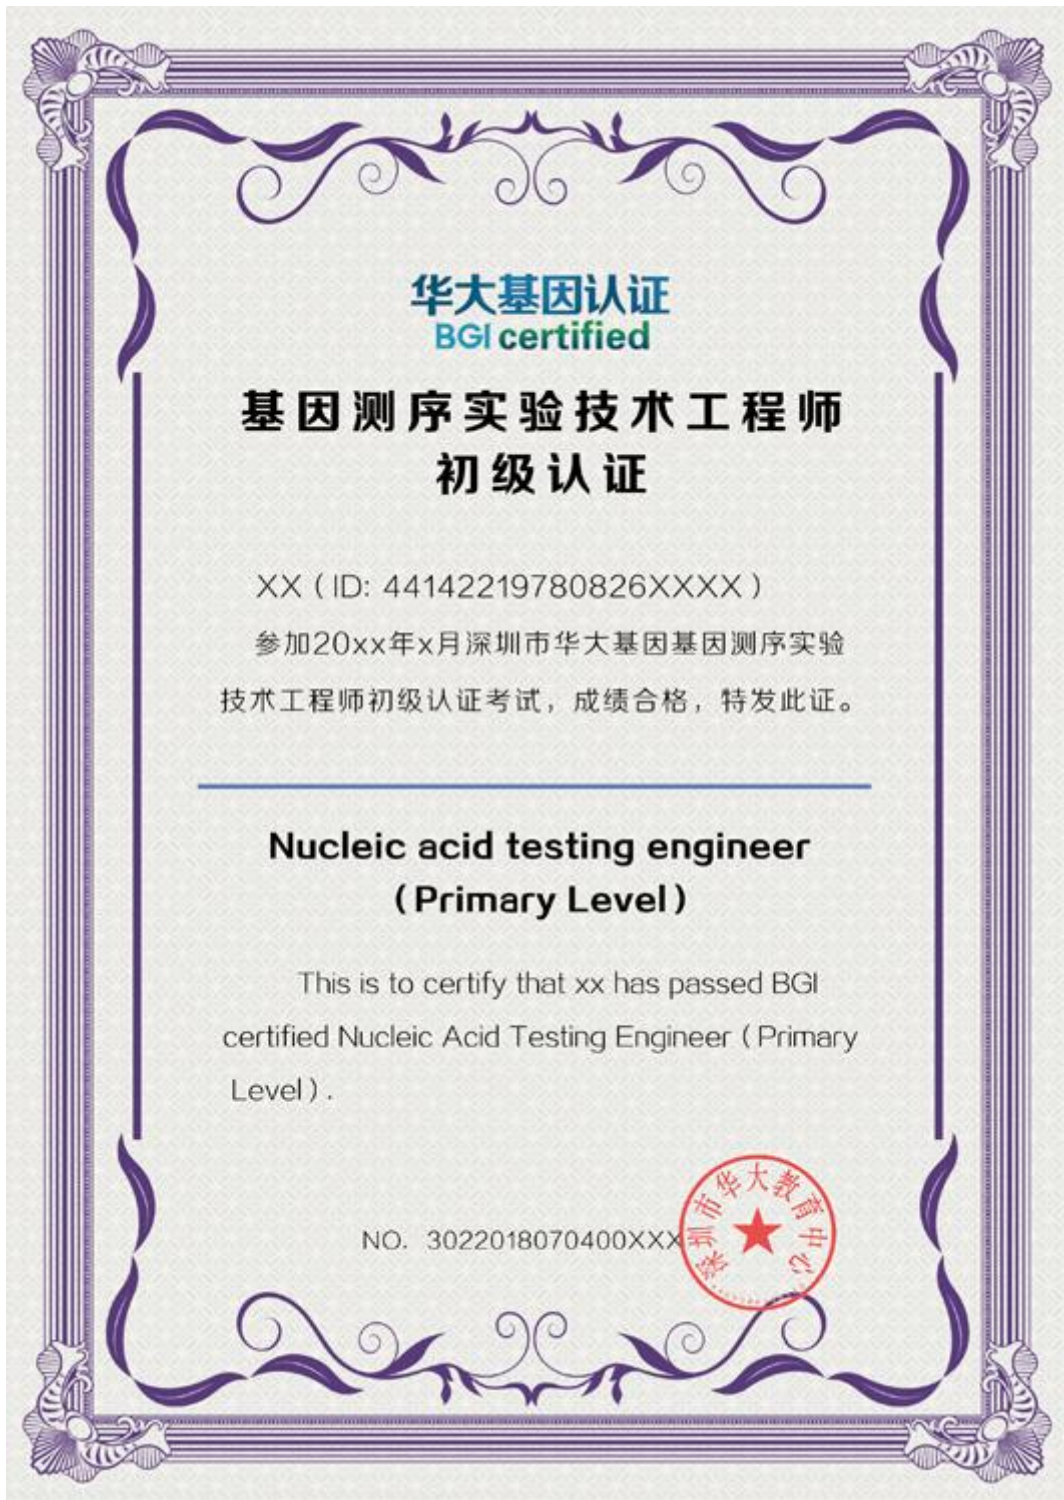 华大基因认证
BGI certified
基因测序实验技术工程师
初级认证
XX（ID: 44142219780826XXXX）
参加20xx年x月深圳市华大基因基因测序实验
技术工程师初级认证考试，成绩合格，特发此证。
Nucleic acid testing engineer
（Primary Level）
This is to certify that xx has passed BGI
certified Nucleic Acid Testing Engineer（Primary
Level）.
NO. 3022018070400XXX
深圳市华大教育中心